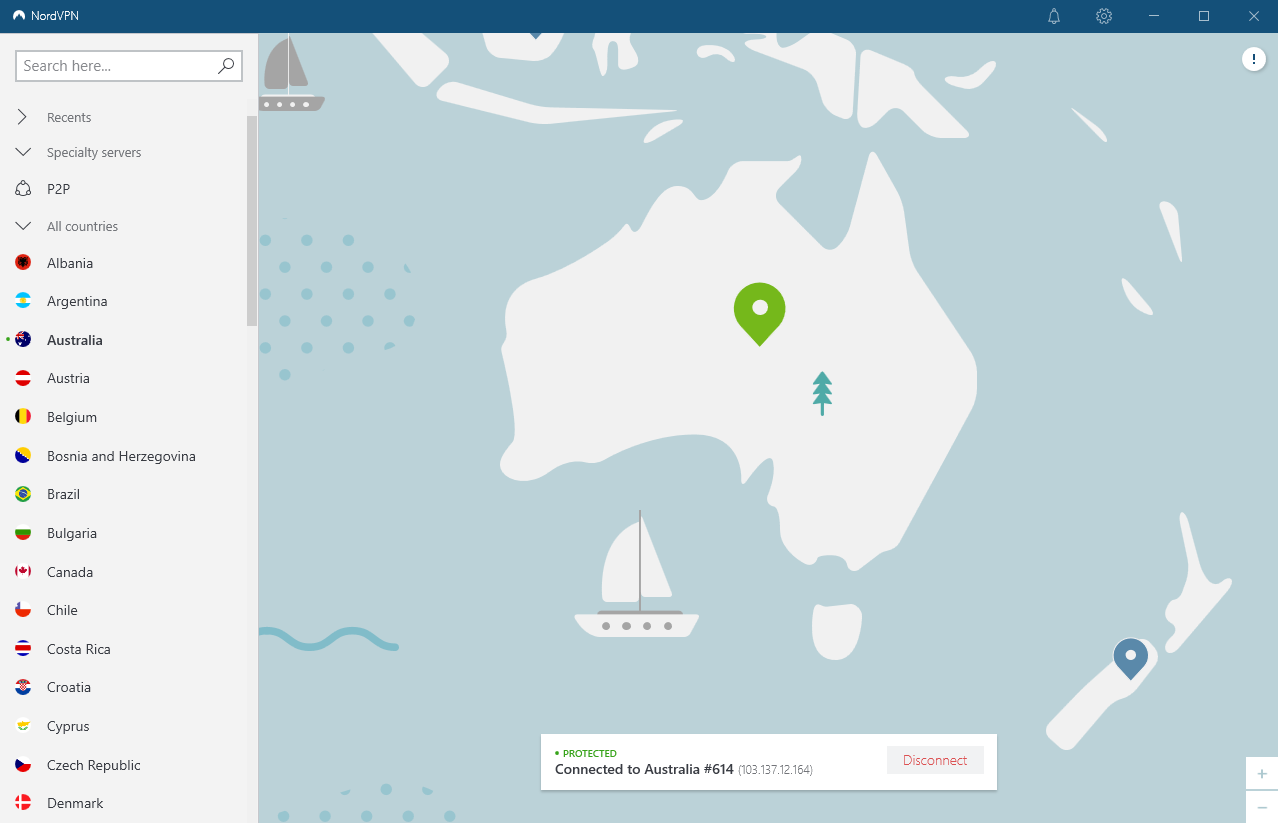 NordVPN
Search here...
Recents
Specialty servers
P2P
All countries
Albania
Argentina
Australia
Austria
Belgium
Bosnia and Herzegovina
Brazil
Bulgaria
Canada
Chile
Costa Rica
Croatia
Cyprus
Czech Republic
Denmark
!
PROTECTED
Connected to Australia #614 (103.137.12.164)
Disconnect
+
−